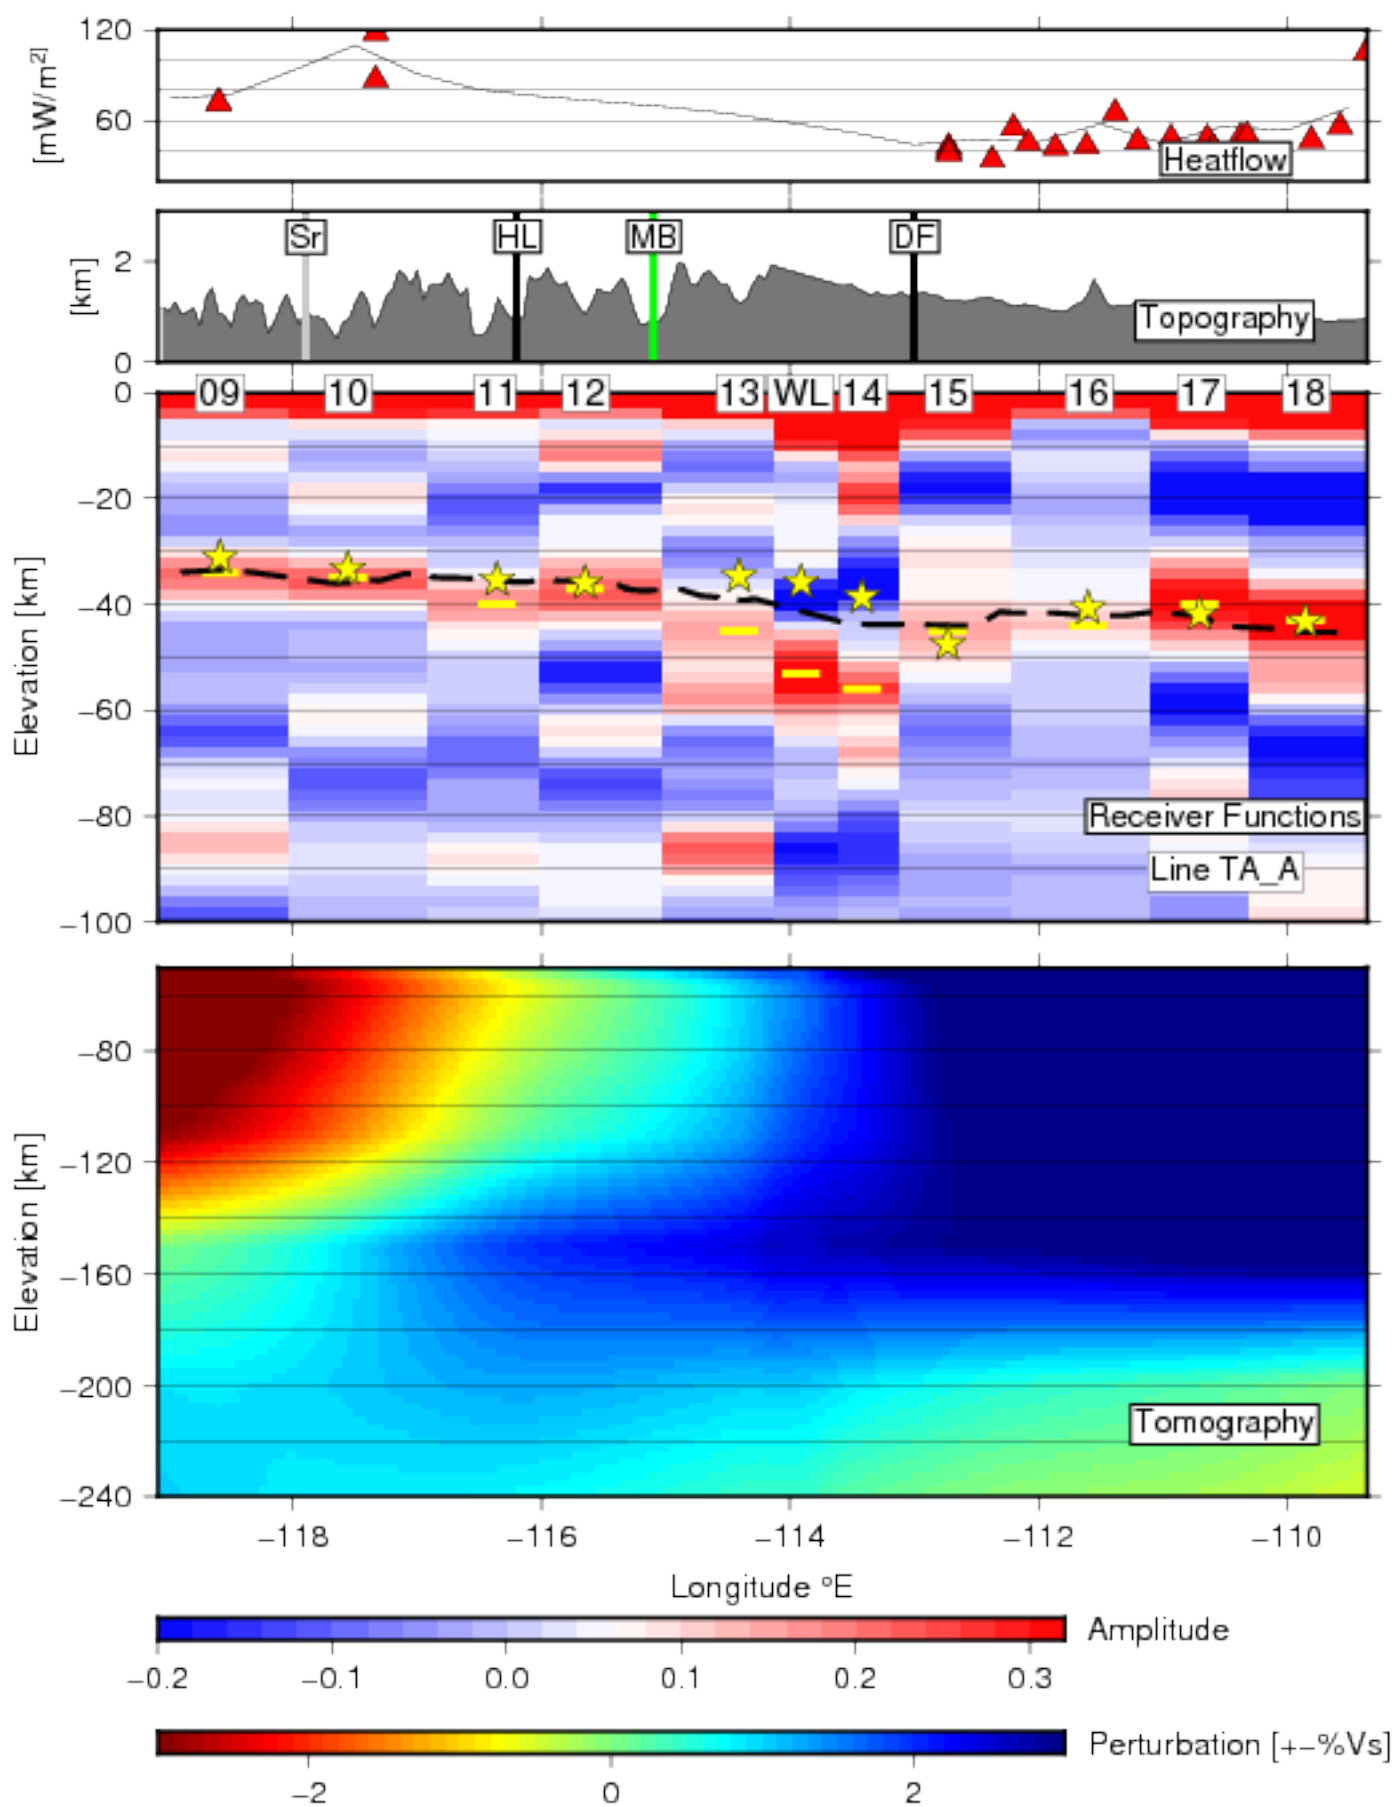 120
60
[mW/m²]
Heatflow
Sr HL MB DF
2
0
[km]
Topography
09 10 11 12 13 WL 14 15 16 17 18
0
−20
−40
−60
−80
−100
Elevation [km]
Receiver Functions
Line TA_A
−80
−120
−160
−200
−240
Elevation [km]
Tomography
−118 −116 −114 −112 −110
Longitude °E
Amplitude
−0.2 −0.1 0.0 0.1 0.2 0.3
Perturbation [+−%Vs]
−2 0 2